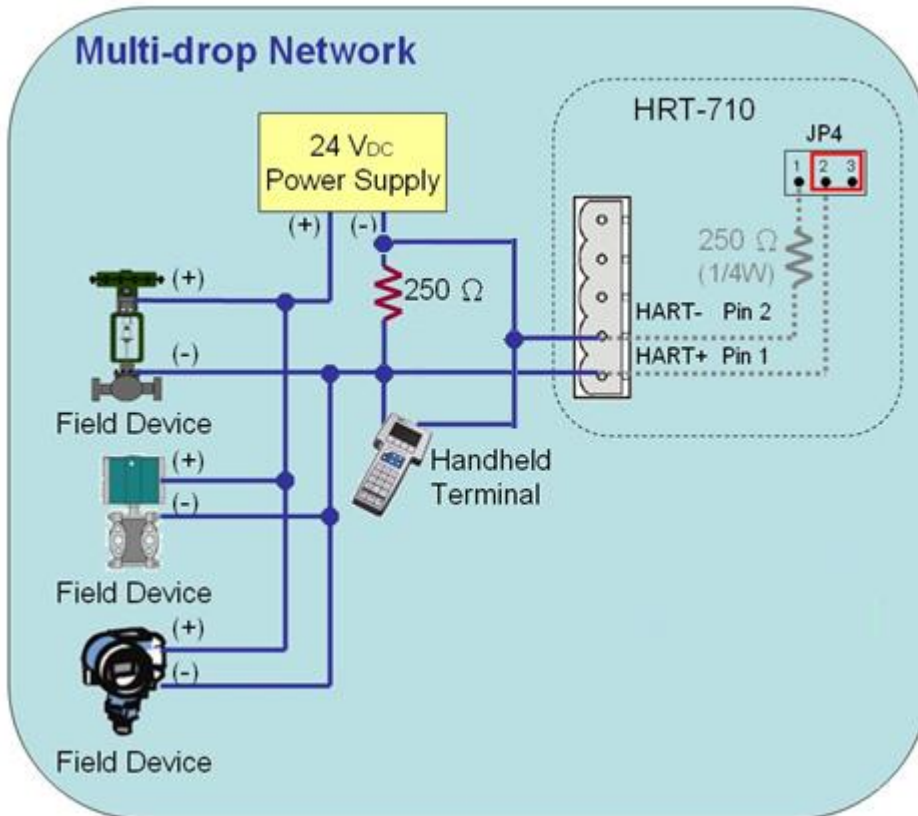 Multi-drop Network
HRT-710
JP4
1 2 3
24 VDC
Power Supply
(+) (-)
250 Ω
(1/4W)
250 Ω
HART- Pin 2
HART+ Pin 1
(+)
(-)
Field Device
Handheld
Terminal
(+)
(-)
Field Device
(+)
(-)
Field Device